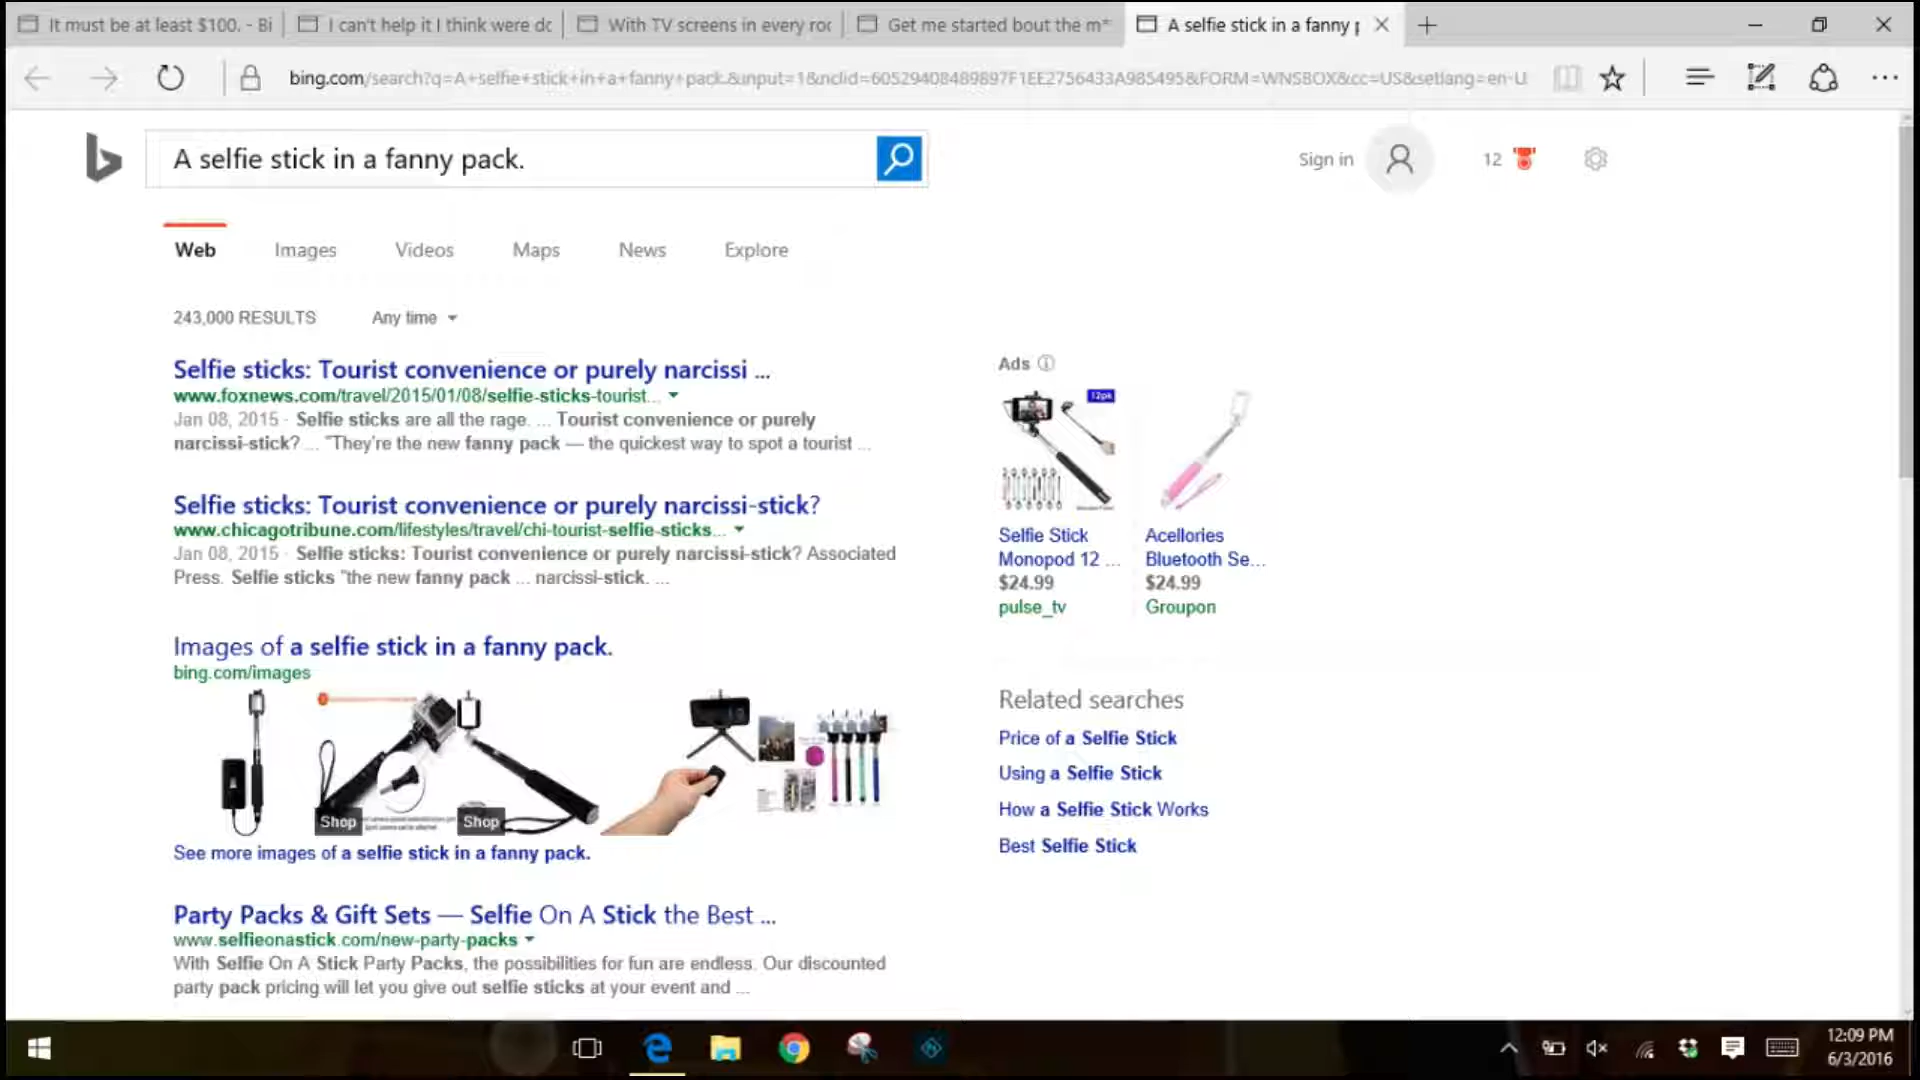 It must be at least $100. - Bi
I can't help it I think were do
With TV screens in every roo
Get me started bout the m*
A selfie stick in a fanny p
bing.com/search?q=A+selfie+stick+in+a+fanny+pack.&input=1&nclid=60529408489897F1EE2756433A985495&FORM=WNSBOX&cc=US&setlang=en-U
A selfie stick in a fanny pack.
Sign in
12
Web Images Videos Maps News Explore
243,000 RESULTS Any time
Selfie sticks: Tourist convenience or purely narcissi ...
www.foxnews.com/travel/2015/01/08/selfie-sticks-tourist...
Jan 08, 2015 · Selfie sticks are all the rage. ... Tourist convenience or purely
narcissi-stick? ... "They're the new fanny pack — the quickest way to spot a tourist ...
Selfie sticks: Tourist convenience or purely narcissi-stick?
www.chicagotribune.com/lifestyles/travel/chi-tourist-selfie-sticks...
Jan 08, 2015 · Selfie sticks: Tourist convenience or purely narcissi-stick? Associated
Press. Selfie sticks "the new fanny pack ... narcissi-stick. ...
Images of a selfie stick in a fanny pack.
bing.com/images
Shop
Shop
See more images of a selfie stick in a fanny pack.
Party Packs & Gift Sets — Selfie On A Stick the Best ...
www.selfieonastick.com/new-party-packs
With Selfie On A Stick Party Packs, the possibilities for fun are endless. Our discounted
party pack pricing will let you give out selfie sticks at your event and ...
Ads
12pk
Selfie Stick
Monopod 12 ...
$24.99
pulse_tv
Acellories
Bluetooth Se...
$24.99
Groupon
Related searches
Price of a Selfie Stick
Using a Selfie Stick
How a Selfie Stick Works
Best Selfie Stick
12:09 PM
6/3/2016